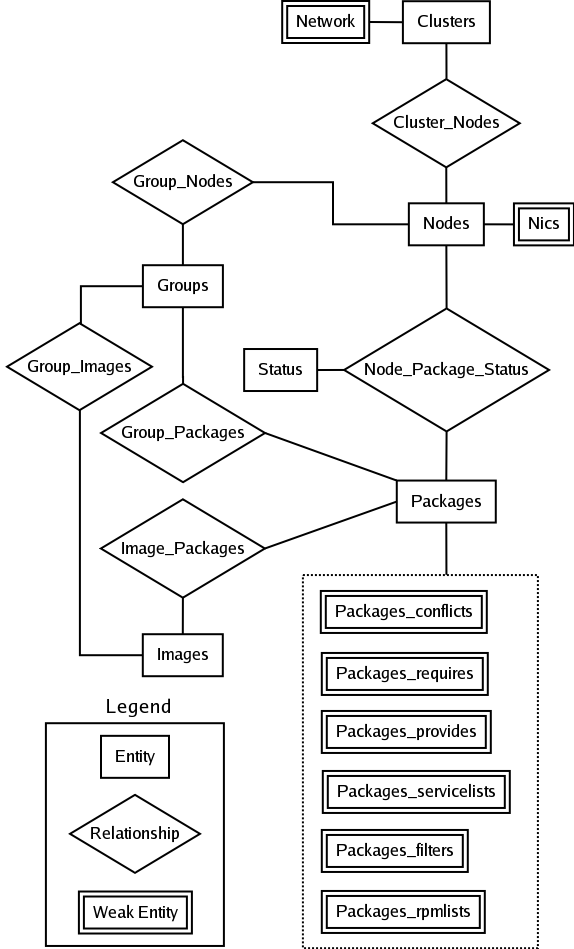 Network
Clusters
Cluster_Nodes
Group_Nodes
Nodes
Nics
Groups
Group_Images
Status
Node_Package_Status
Group_Packages
Packages
Image_Packages
Images
Packages_conflicts
Packages_requires
Packages_provides
Packages_servicelists
Packages_filters
Packages_rpmlists
Legend
Entity
Relationship
Weak Entity